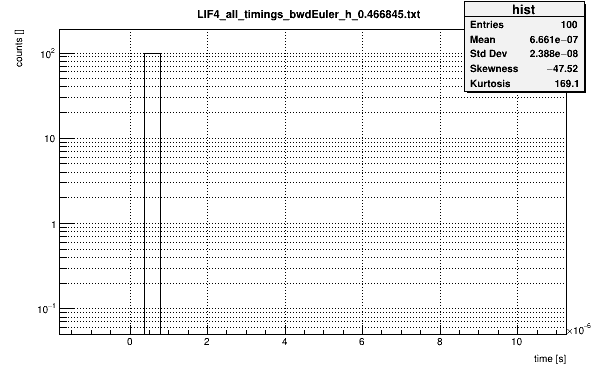 LIF4_all_timings_bwdEuler_h_0.466845.txt
hist
Entries 100
Mean 6.661e−07
Std Dev 2.388e−08
Skewness −47.52
Kurtosis 169.1
counts []
10²
10
1
10⁻¹
0 2 4 6 8 10
×10⁻⁶
time [s]